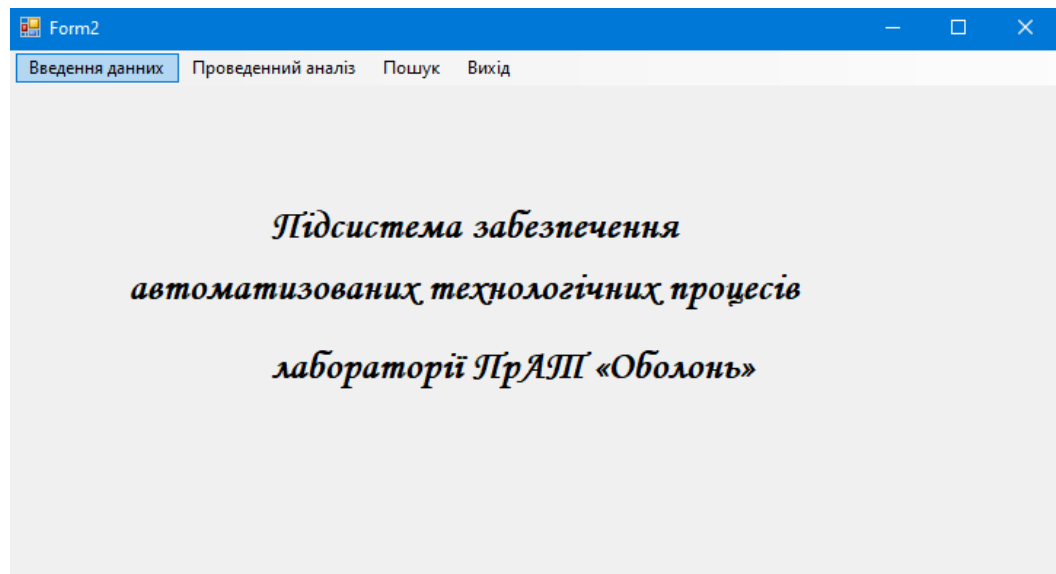 Form2
Введення данних Проведенний аналіз Пошук Вихід
Підсистема забезпечення
автоматизованих технологічних процесів
лабораторії ПрАТ «Оболонь»